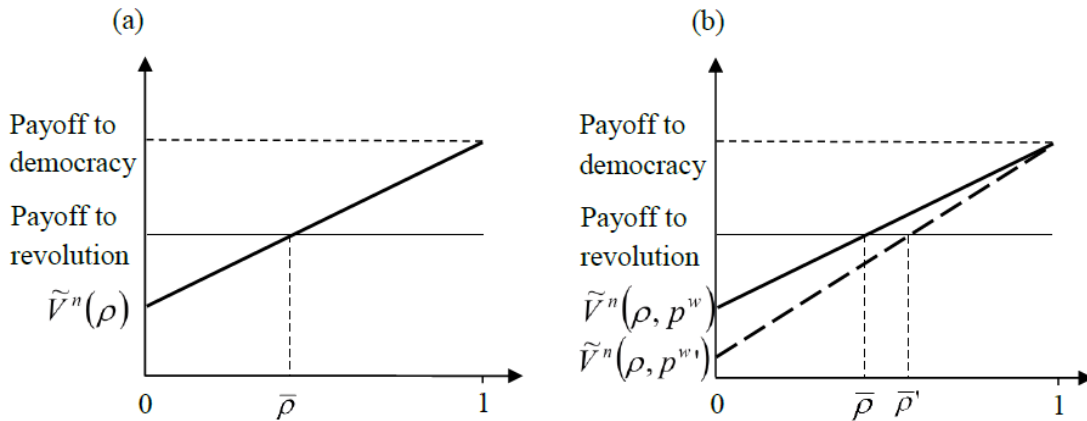 (a)
Payoff to
democracy
Payoff to
revolution
Ṽⁿ(ρ)
0
ρ̄
1
(b)
Payoff to
democracy
Payoff to
revolution
Ṽⁿ(ρ, pʷ)
Ṽⁿ(ρ, pʷ')
0
ρ̄
ρ̄'
1